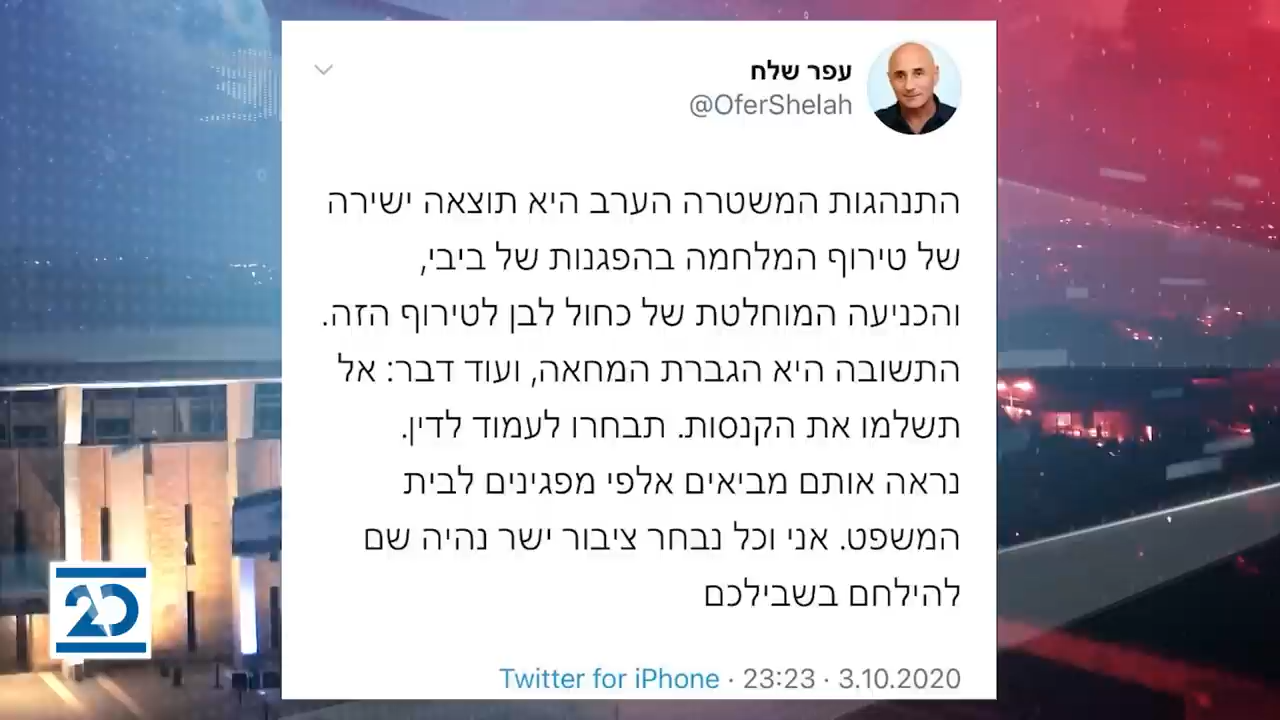 עפר שלח
@OferShelah
התנהגות המשטרה הערב היא תוצאה ישירה
של טירוף המלחמה בהפגנות של ביבי,
והכניעה המוחלטת של כחול לבן לטירוף הזה.
התשובה היא הגברת המחאה, ועוד דבר: אל
תשלמו את הקנסות. תבחרו לעמוד לדין.
נראה אותם מביאים אלפי מפגינים לבית
המשפט. אני וכל נבחר ציבור ישר נהיה שם
להילחם בשבילכם
Twitter for iPhone · 23:23 · 3.10.2020
20